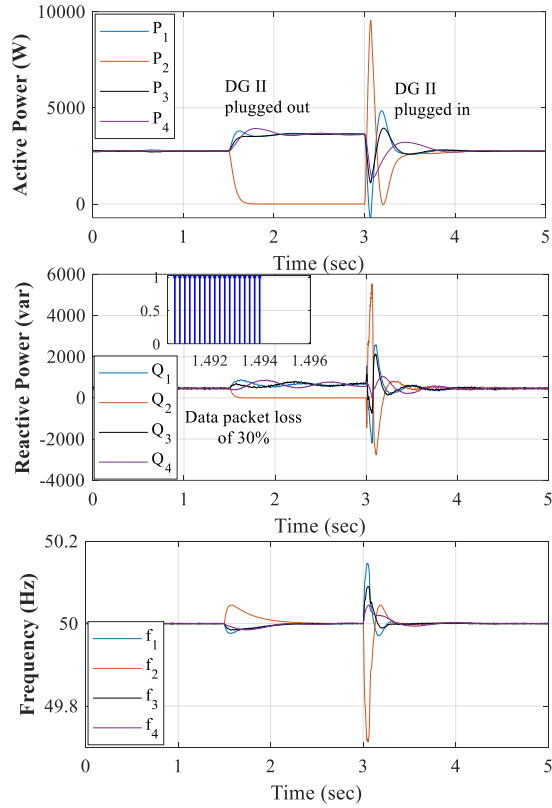 10000
5000
0
Active Power (W)
P1
P2
P3
P4
DG II
plugged out
DG II
plugged in
0 1 2 3 4 5
Time (sec)
6000
4000
2000
0
-2000
-4000
Reactive Power (var)
1
0.5
0
1.492 1.494 1.496
Q1
Q2
Q3
Q4
Data packet loss
of 30%
0 1 2 3 4 5
Time (sec)
50.2
50
49.8
Frequency (Hz)
f1
f2
f3
f4
0 1 2 3 4 5
Time (sec)